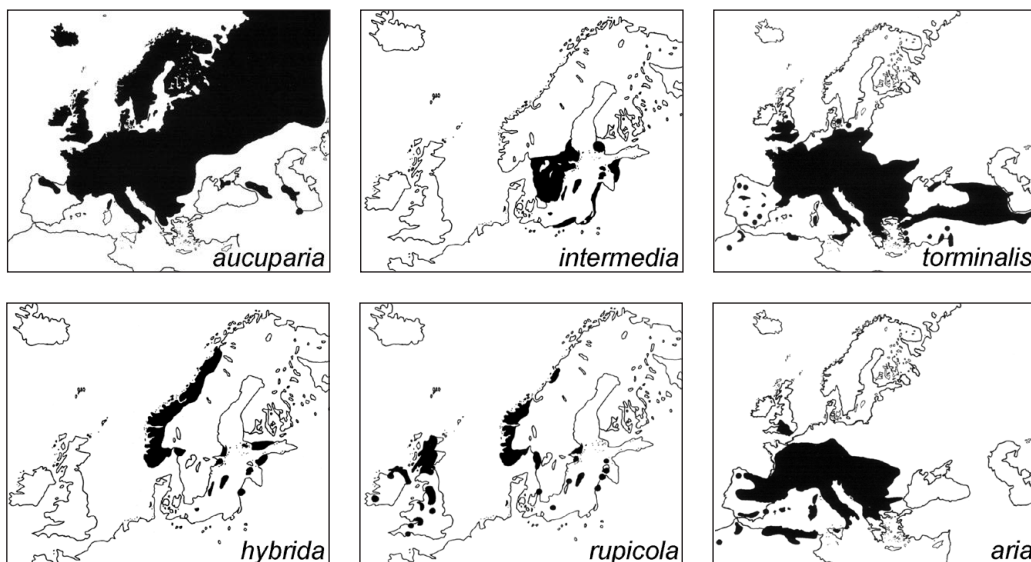 aucuparia
intermedia
torminalis
hybrida
rupicola
aria